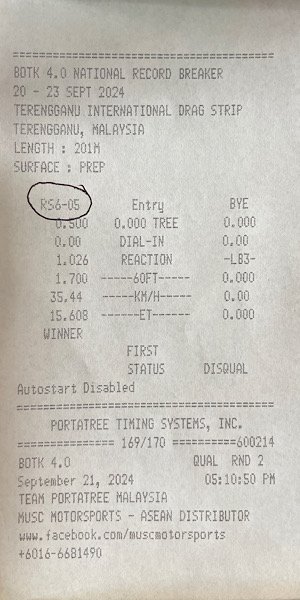 =====================================
BOTK 4.0 NATIONAL RECORD BREAKER
20 - 23 SEPT 2024
TERENGGANU INTERNATIONAL DRAG STRIP
TERENGGANU, MALAYSIA
LENGTH : 201M
SURFACE : PREP
RS6-05 Entry BYE
0.500 0.000 TREE 0.000
0.00 DIAL-IN 0.00
1.026 REACTION -LB3-
1.700 -----60FT----- 0.000
35.44 -----KM/H----- 0.00
15.608 ------ET------ 0.000
WINNER
FIRST
STATUS DISQUAL
Autostart Disabled
=====================================
PORTATREE TIMING SYSTEMS, INC.
============== 169/170 ==========600214
BOTK 4.0 QUAL RND 2
September 21, 2024 05:10:50 PM
TEAM PORTATREE MALAYSIA
MUSC MOTORSPORTS - ASEAN DISTRIBUTOR
www.facebook.com/muscmotorsports
+6016-6681490